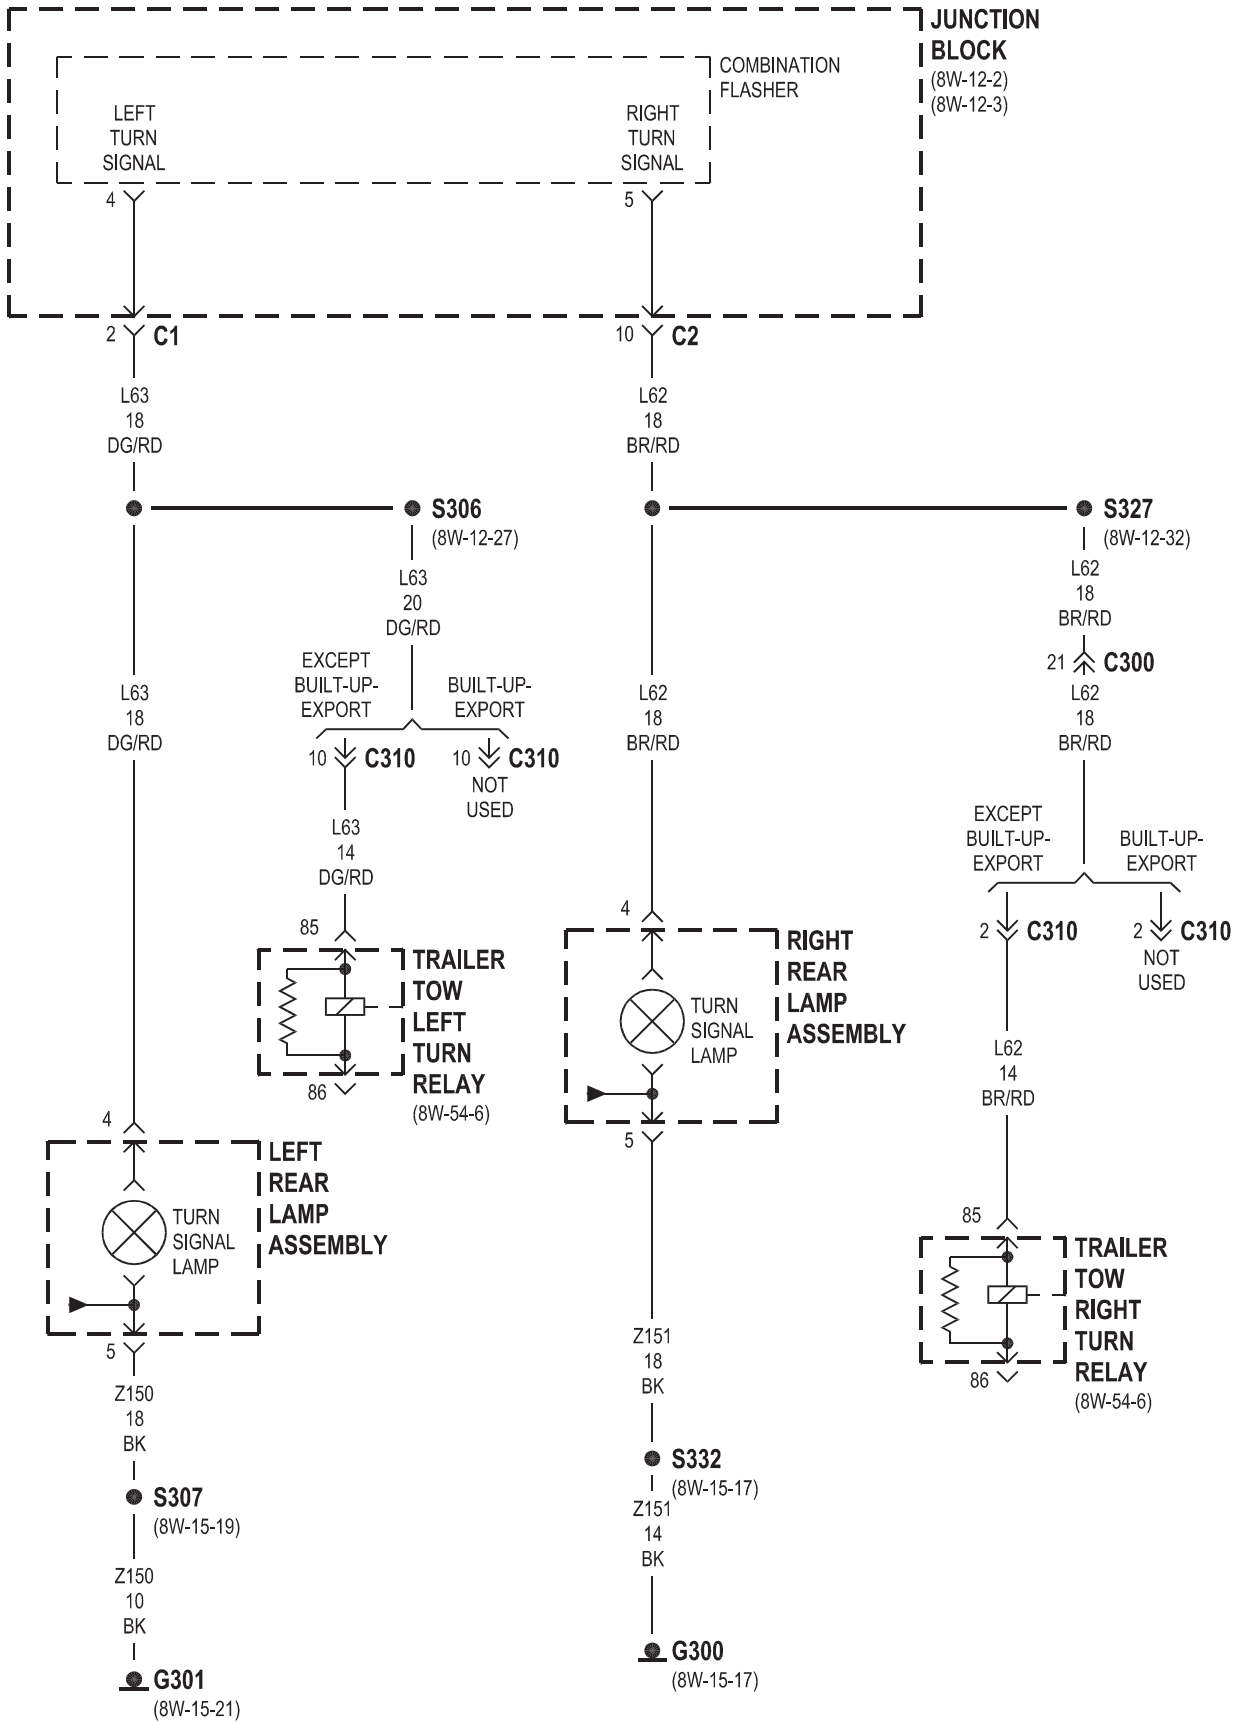 JUNCTION
BLOCK
(8W-12-2)
(8W-12-3)
COMBINATION
FLASHER
LEFT
TURN
SIGNAL
RIGHT
TURN
SIGNAL
4
5
2
C1
10
C2
L63
18
DG/RD
L62
18
BR/RD
S306
(8W-12-27)
S327
(8W-12-32)
L63
20
DG/RD
L62
18
BR/RD
EXCEPT
BUILT-UP-
EXPORT
BUILT-UP-
EXPORT
21
C300
L63
18
DG/RD
L62
18
BR/RD
L62
18
BR/RD
10
C310
10
C310
NOT
USED
L63
14
DG/RD
EXCEPT
BUILT-UP-
EXPORT
BUILT-UP-
EXPORT
2
C310
2
C310
NOT
USED
85
TRAILER
TOW
LEFT
TURN
RELAY
(8W-54-6)
86
4
RIGHT
REAR
LAMP
ASSEMBLY
TURN
SIGNAL
LAMP
5
L62
14
BR/RD
4
LEFT
REAR
LAMP
ASSEMBLY
TURN
SIGNAL
LAMP
5
85
TRAILER
TOW
RIGHT
TURN
RELAY
(8W-54-6)
86
Z150
18
BK
Z151
18
BK
S307
(8W-15-19)
S332
(8W-15-17)
Z150
10
BK
Z151
14
BK
G301
(8W-15-21)
G300
(8W-15-17)